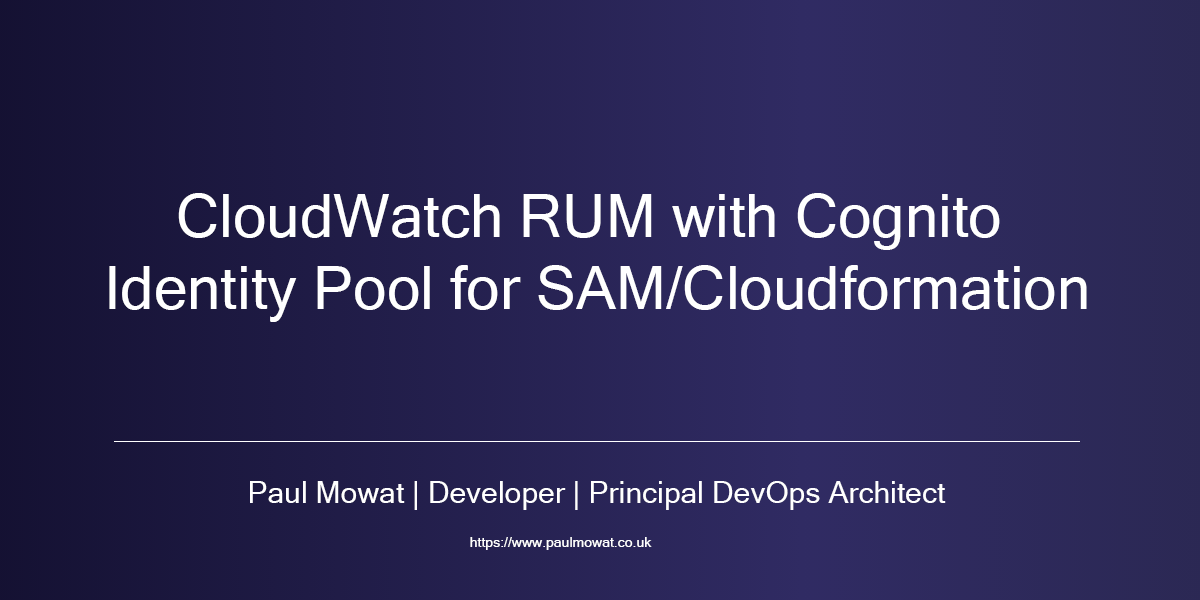 CloudWatch RUM with Cognito
Identity Pool for SAM/Cloudformation
Paul Mowat | Developer | Principal DevOps Architect
https://www.paulmowat.co.uk